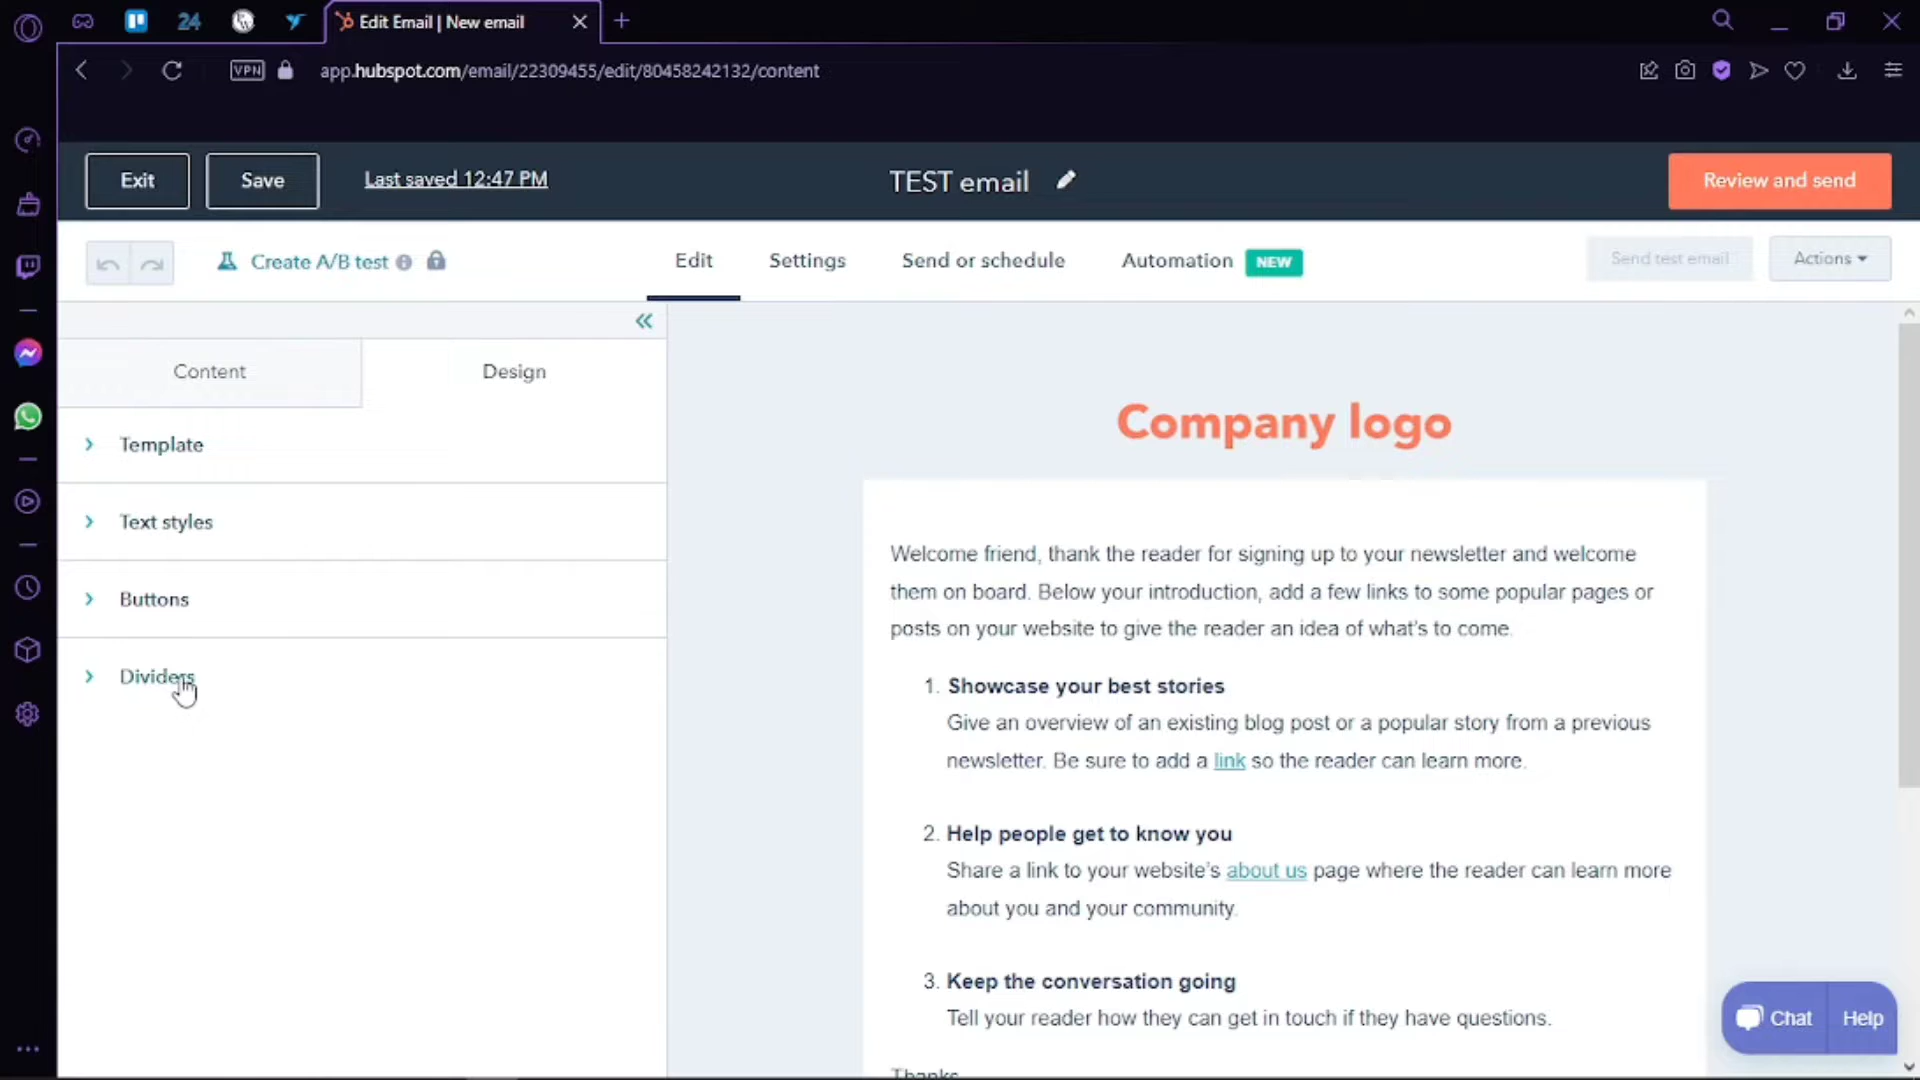 24
Edit Email | New email
VPN
app.hubspot.com/email/22309455/edit/80458242132/content
Exit
Save
Last saved 12:47 PM
TEST email
Review and send
Create A/B test
Edit
Settings
Send or schedule
Automation
NEW
Send test email
Actions
Content
Design
Template
Text styles
Buttons
Dividers
Company logo
Welcome friend, thank the reader for signing up to your newsletter and welcome
them on board. Below your introduction, add a few links to some popular pages or
posts on your website to give the reader an idea of what's to come.
1. Showcase your best stories
Give an overview of an existing blog post or a popular story from a previous
newsletter. Be sure to add a link so the reader can learn more.
2. Help people get to know you
Share a link to your website's about us page where the reader can learn more
about you and your community.
3. Keep the conversation going
Tell your reader how they can get in touch if they have questions.
Thanks
Chat
Help